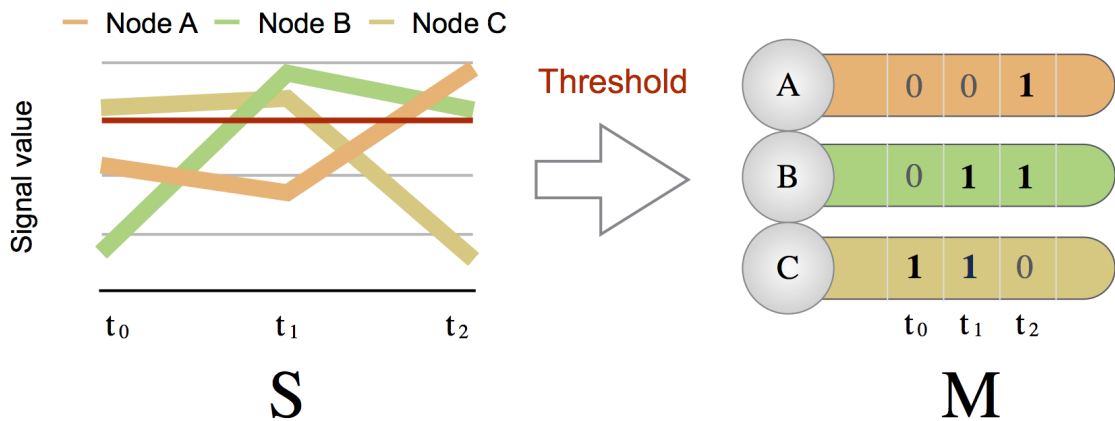 Node A Node B Node C
Signal value
Threshold
t0 t1 t2
S
A 0 0 1
B 0 1 1
C 1 1 0
t0 t1 t2
M